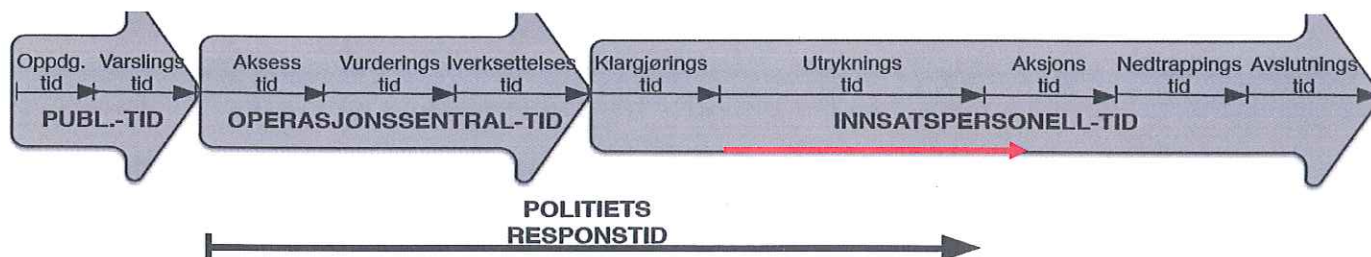 Oppdg. tid
Varslings tid
PUBL.-TID
Aksess tid
Vurderings tid
Iverksettelses tid
OPERASJONSSENTRAL-TID
Klargjørings tid
Utryknings tid
Aksjons tid
Nedtrappings tid
Avslutnings tid
INNSATSPERSONELL-TID
POLITIETS
RESPONSTID